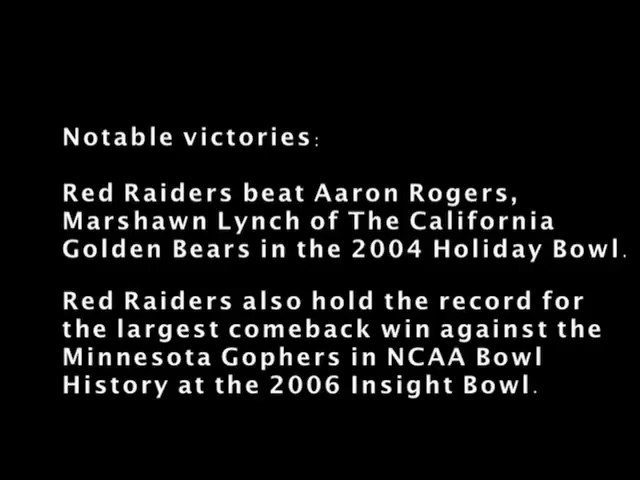 Notable victories:
Red Raiders beat Aaron Rogers,
Marshawn Lynch of The California
Golden Bears in the 2004 Holiday Bowl.
Red Raiders also hold the record for
the largest comeback win against the
Minnesota Gophers in NCAA Bowl
History at the 2006 Insight Bowl.